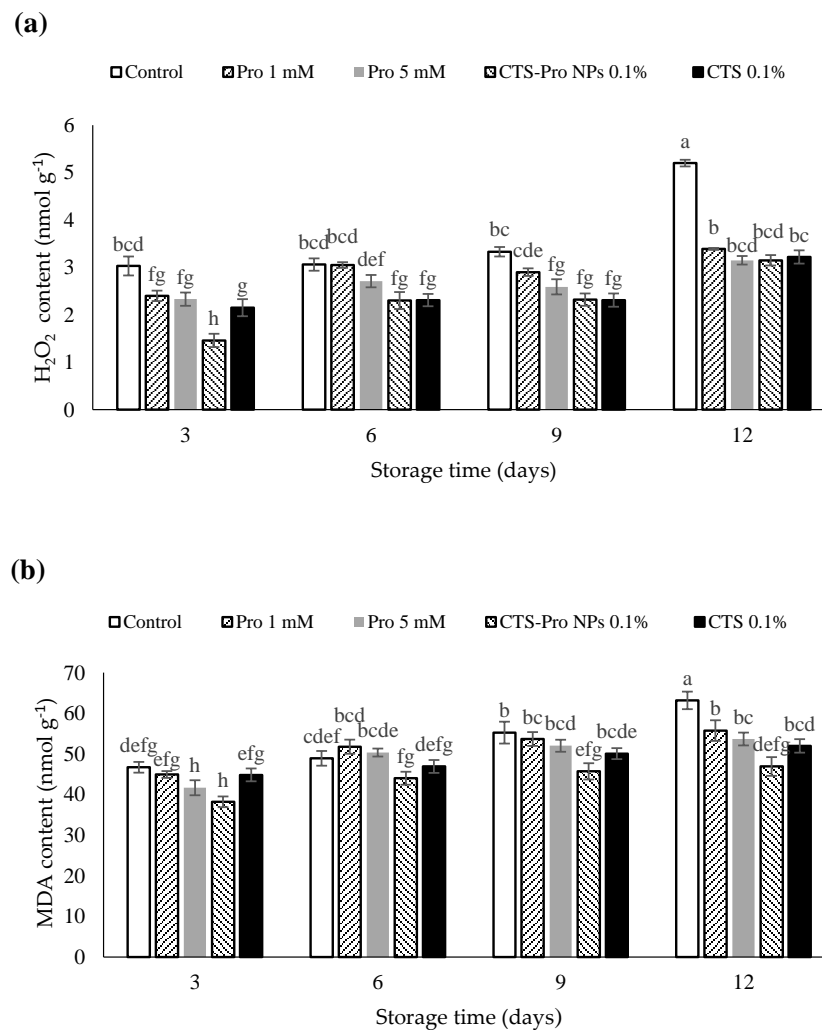 (a)
Control Pro 1 mM Pro 5 mM CTS-Pro NPs 0.1% CTS 0.1%
H₂O₂ content (nmol g⁻¹)
6
5
4
3
2
1
0
bcd fg fg h g
bcd bcd def fg fg
bc cde fg fg fg
a b bcd bcd bc
3 6 9 12
Storage time (days)
(b)
Control Pro 1 mM Pro 5 mM CTS-Pro NPs 0.1% CTS 0.1%
MDA content (nmol g⁻¹)
70
60
50
40
30
20
10
0
defg efg h h efg
cdef bcd bcde fg defg
b bc bcd efg bcde
a b bc defg bcd
3 6 9 12
Storage time (days)